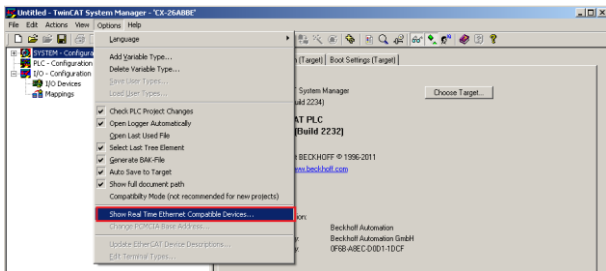 Untitled - TwinCAT System Manager - 'CX-26ABBE'
File Edit Actions View Options Help
SYSTEM - Configura
PLC - Configuration
I/O - Configuration
I/O Devices
Mappings
Language
Add Variable Type...
Delete Variable Type...
Save User Types...
Load User Types...
Check PLC Project Changes
Open Logger Automatically
Open Last Used File
Select Last Tree Element
Generate BAK-File
Auto Save to Target
Show full document path
Compatibilty Mode (not recommended for new projects)
Show Real Time Ethernet Compatible Devices...
Change PCMCIA Base Address...
Update EtherCAT Device Descriptions...
Edit Terminal Types...
(Target) Boot Settings (Target)
System Manager
uild 2234)
Choose Target...
AT PLC
(Build 2232)
BECKHOFF © 1996-2011
ww.beckhoff.com
ion:
Beckhoff Automation
y: Beckhoff Automation GmbH
0F6B-A8EC-D0D1-1DCF